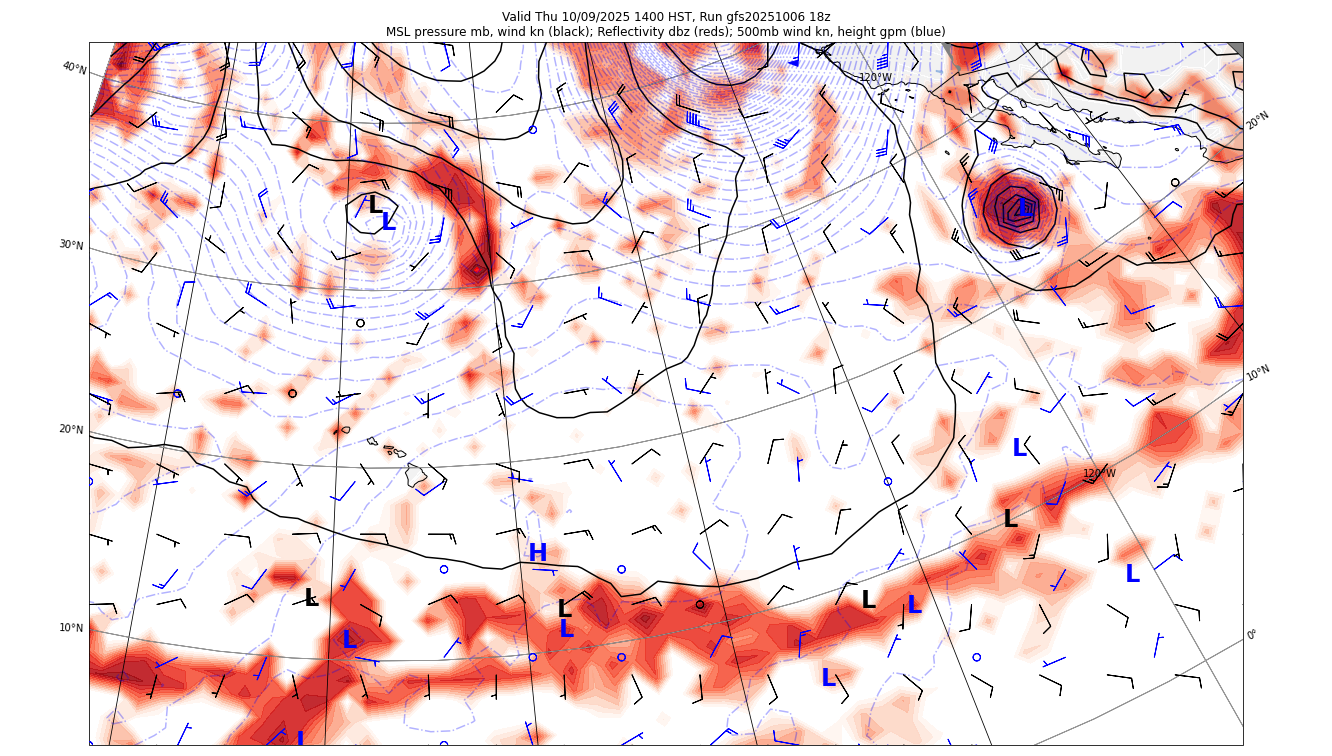 Valid Thu 10/09/2025 1400 HST, Run gfs20251006 18z
MSL pressure mb, wind kn (black); Reflectivity dbz (reds); 500mb wind kn, height gpm (blue)
40°N
120°W
20°N
L
L
L
30°N
10°N
20°N
L
120°W
L
H
L
L
L
L
L
10°N
L
L
0°
L
L